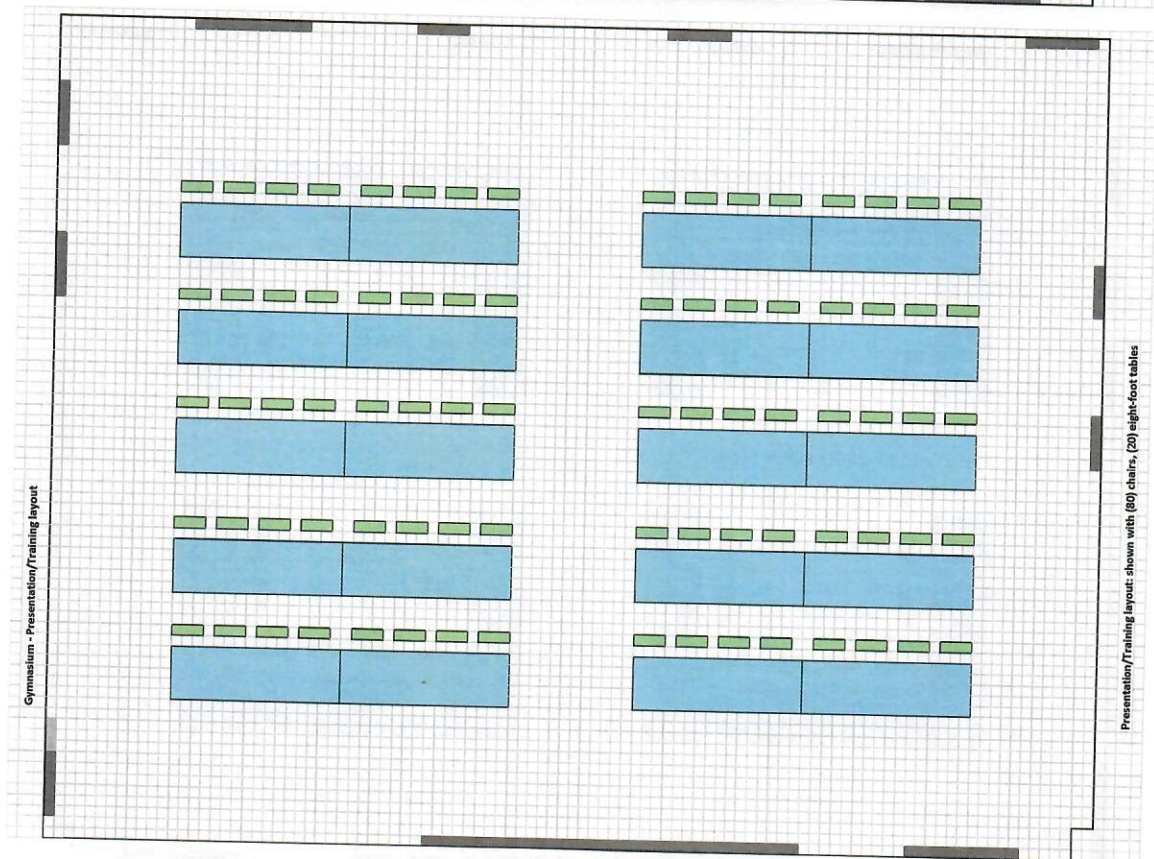 Gymnasium - Presentation/Training layout
Presentation/Training layout: shown with (80) chairs, (20) eight-foot tables